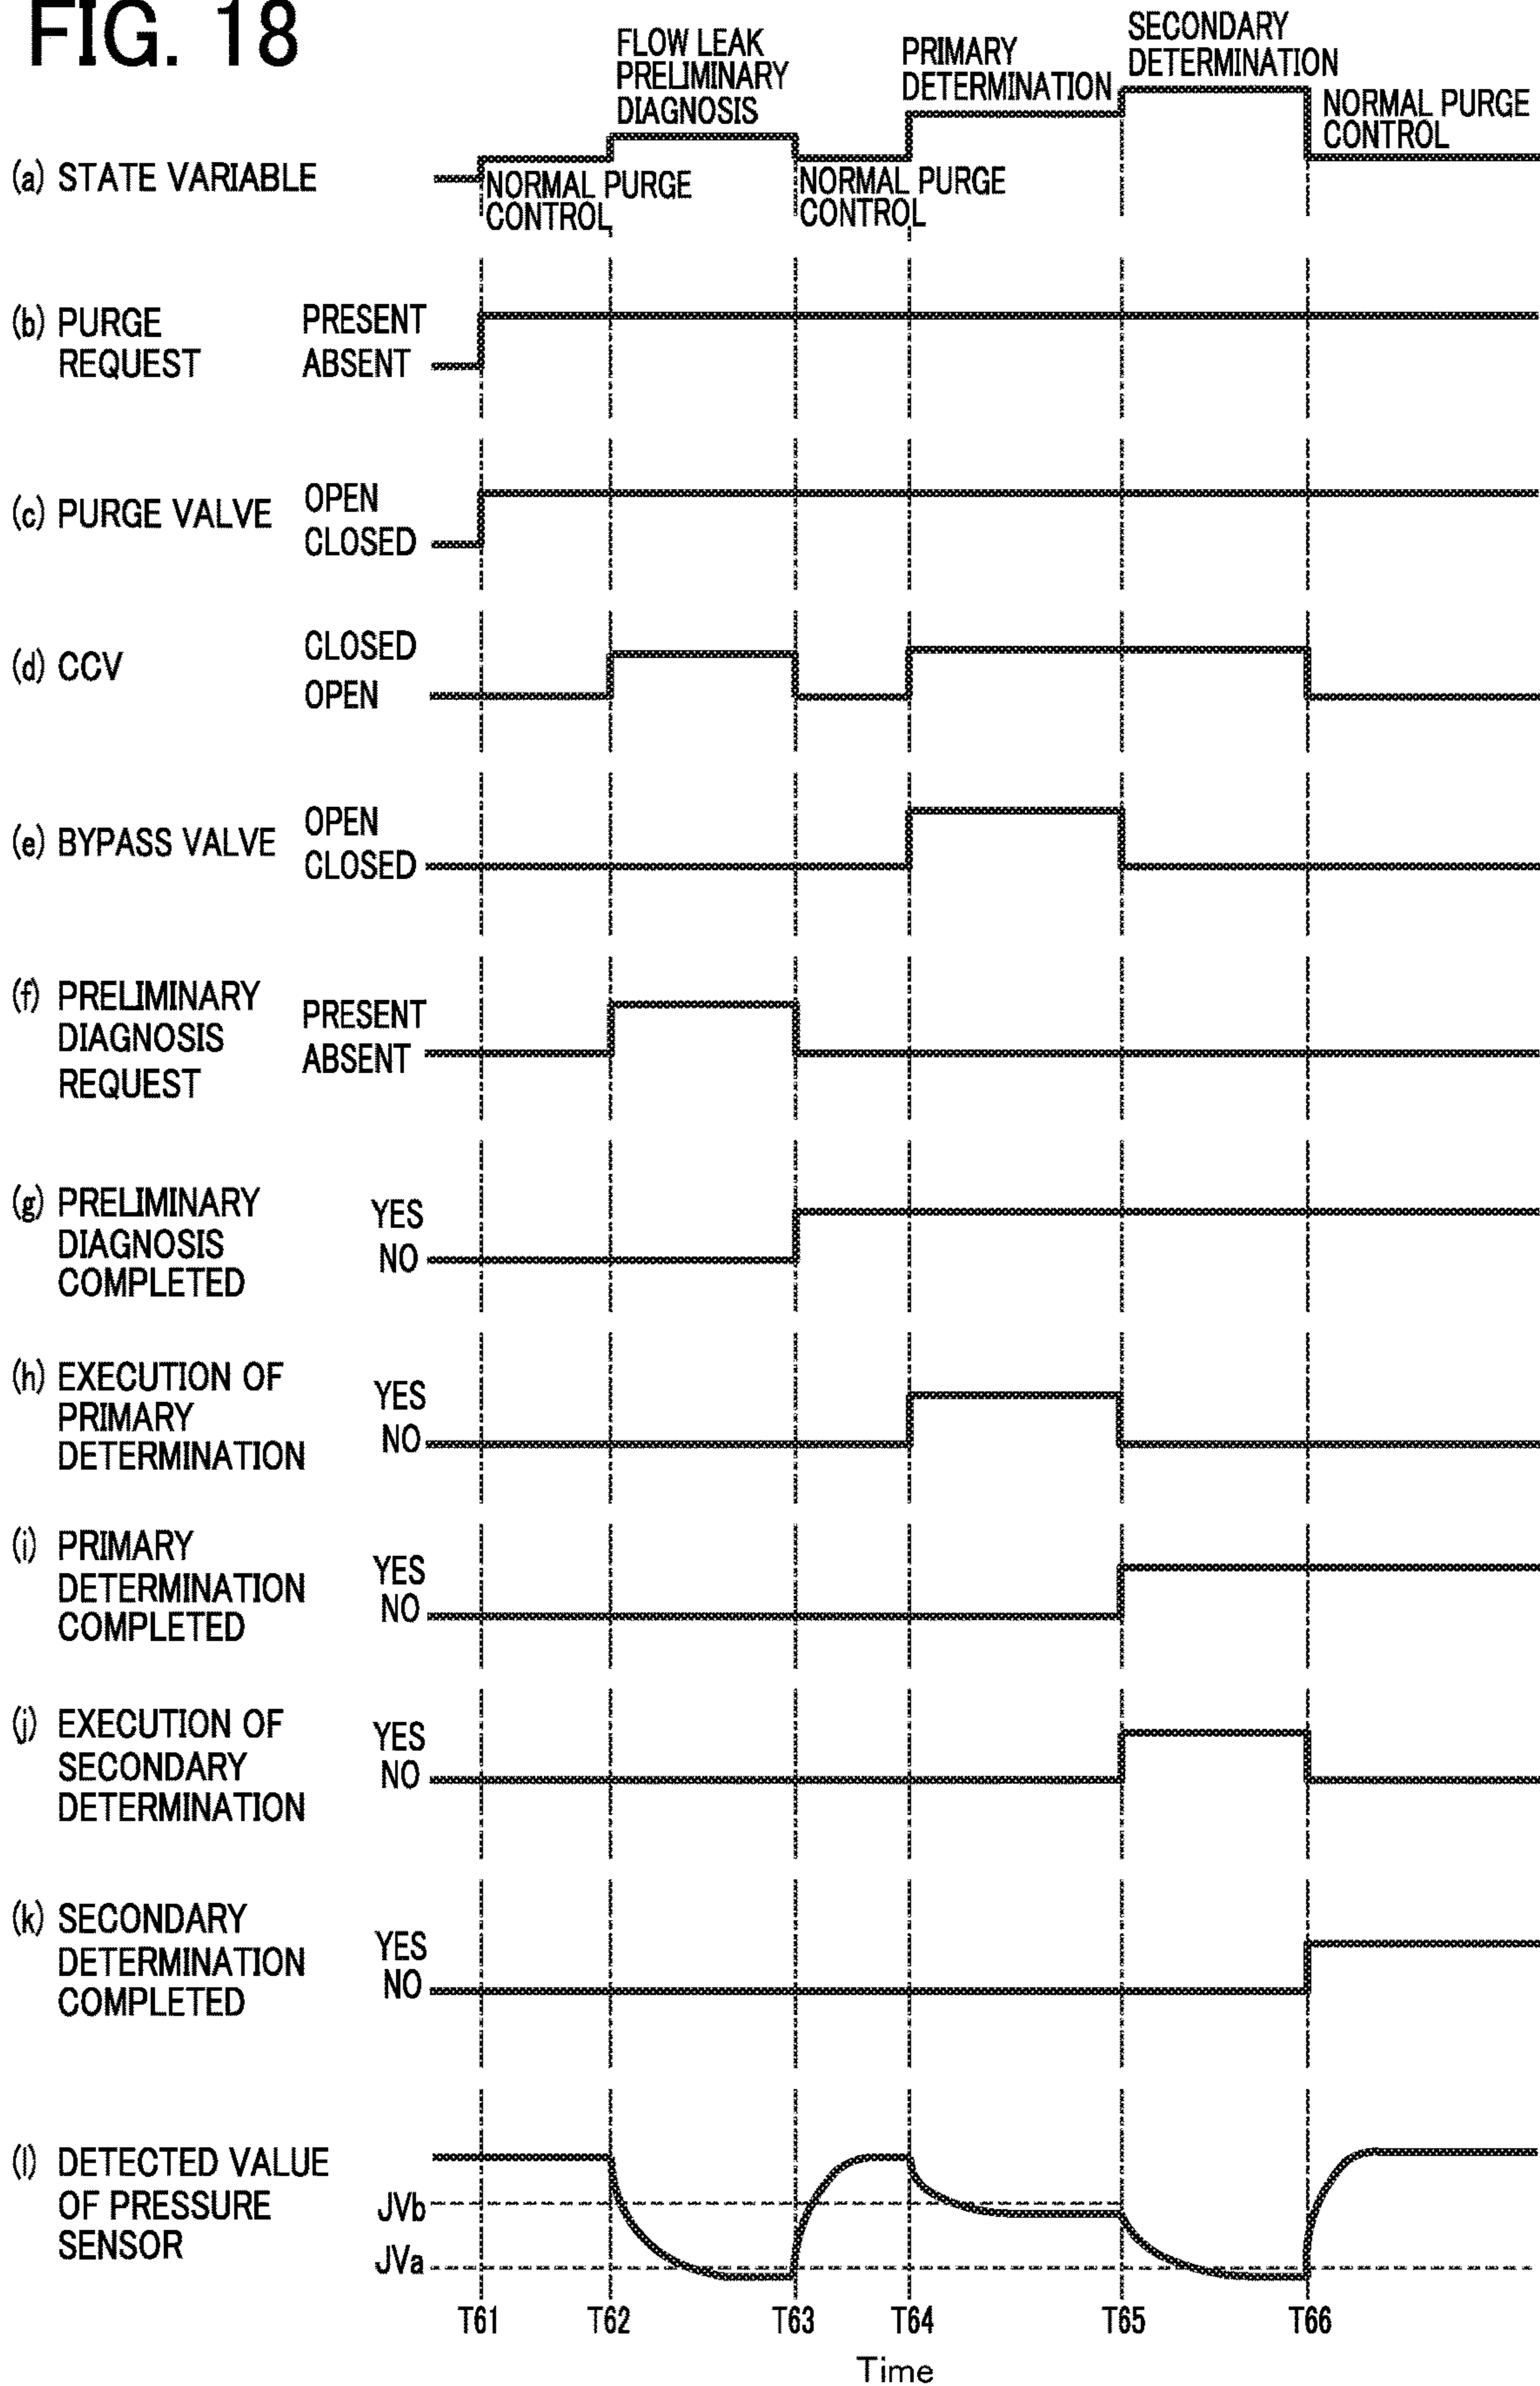 FIG. 18
FLOW LEAK
PRELIMINARY
DIAGNOSIS
PRIMARY
DETERMINATION
SECONDARY
DETERMINATION
NORMAL PURGE
CONTROL
(a) STATE VARIABLE
NORMAL PURGE
CONTROL
NORMAL PURGE
CONTROL
(b) PURGE
REQUEST
PRESENT
ABSENT
(c) PURGE VALVE
OPEN
CLOSED
(d) CCV
CLOSED
OPEN
(e) BYPASS VALVE
OPEN
CLOSED
(f) PRELIMINARY
DIAGNOSIS
REQUEST
PRESENT
ABSENT
(g) PRELIMINARY
DIAGNOSIS
COMPLETED
YES
NO
(h) EXECUTION OF
PRIMARY
DETERMINATION
YES
NO
(i) PRIMARY
DETERMINATION
COMPLETED
YES
NO
(j) EXECUTION OF
SECONDARY
DETERMINATION
YES
NO
(k) SECONDARY
DETERMINATION
COMPLETED
YES
NO
(l) DETECTED VALUE
OF PRESSURE
SENSOR
JVb
JVa
T61 T62 T63 T64 T65 T66
Time